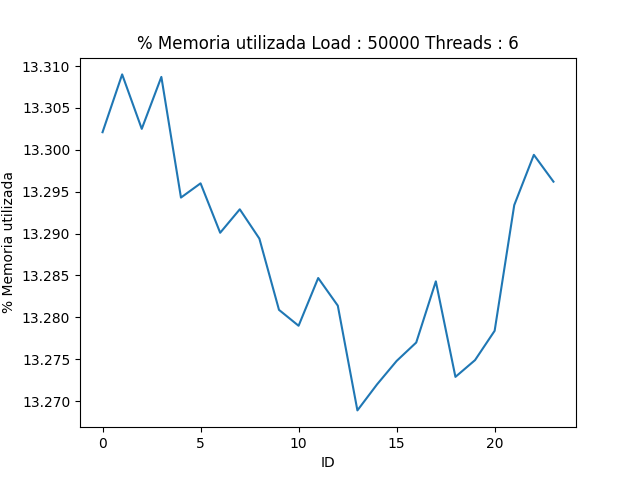 % Memoria utilizada Load : 50000 Threads : 6
% Memoria utilizada
13.310
13.305
13.300
13.295
13.290
13.285
13.280
13.275
13.270
0 5 10 15 20
ID